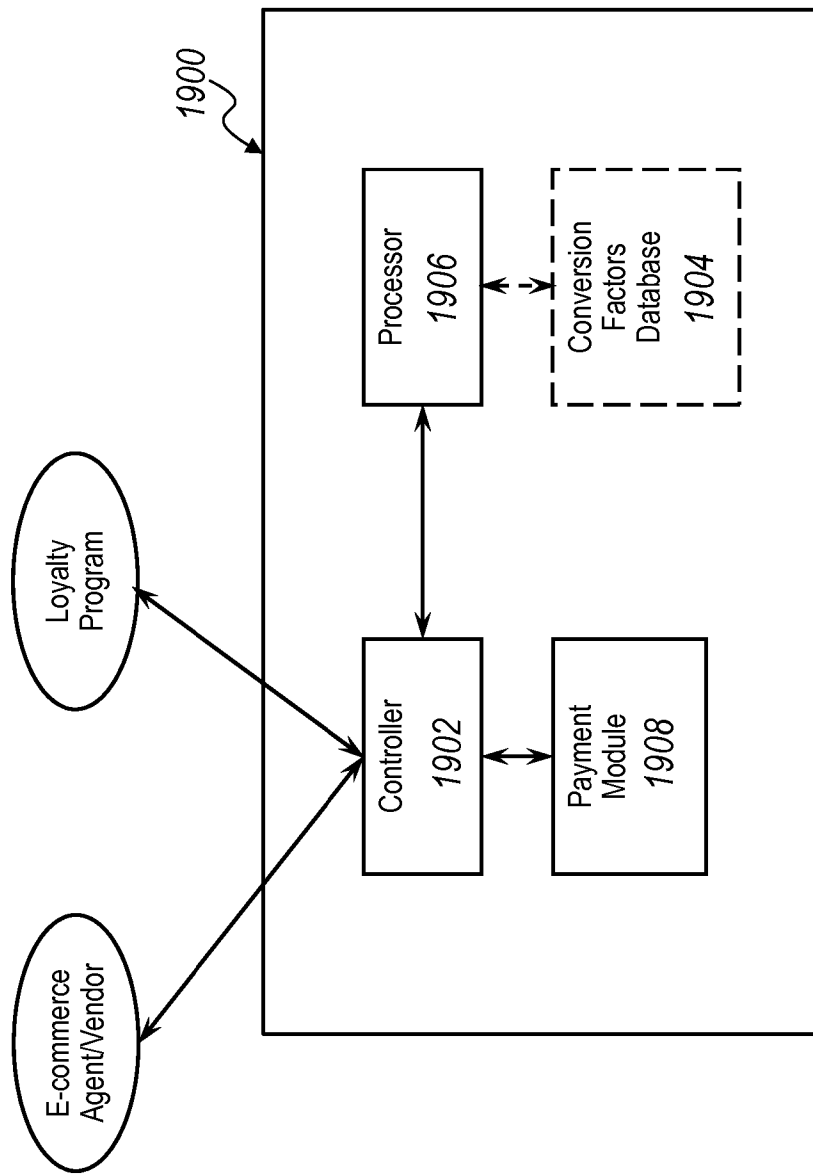 E-commerce
Agent/Vendor
Loyalty
Program
1900
Controller
1902
Processor
1906
Payment
Module
1908
Conversion
Factors
Database
1904